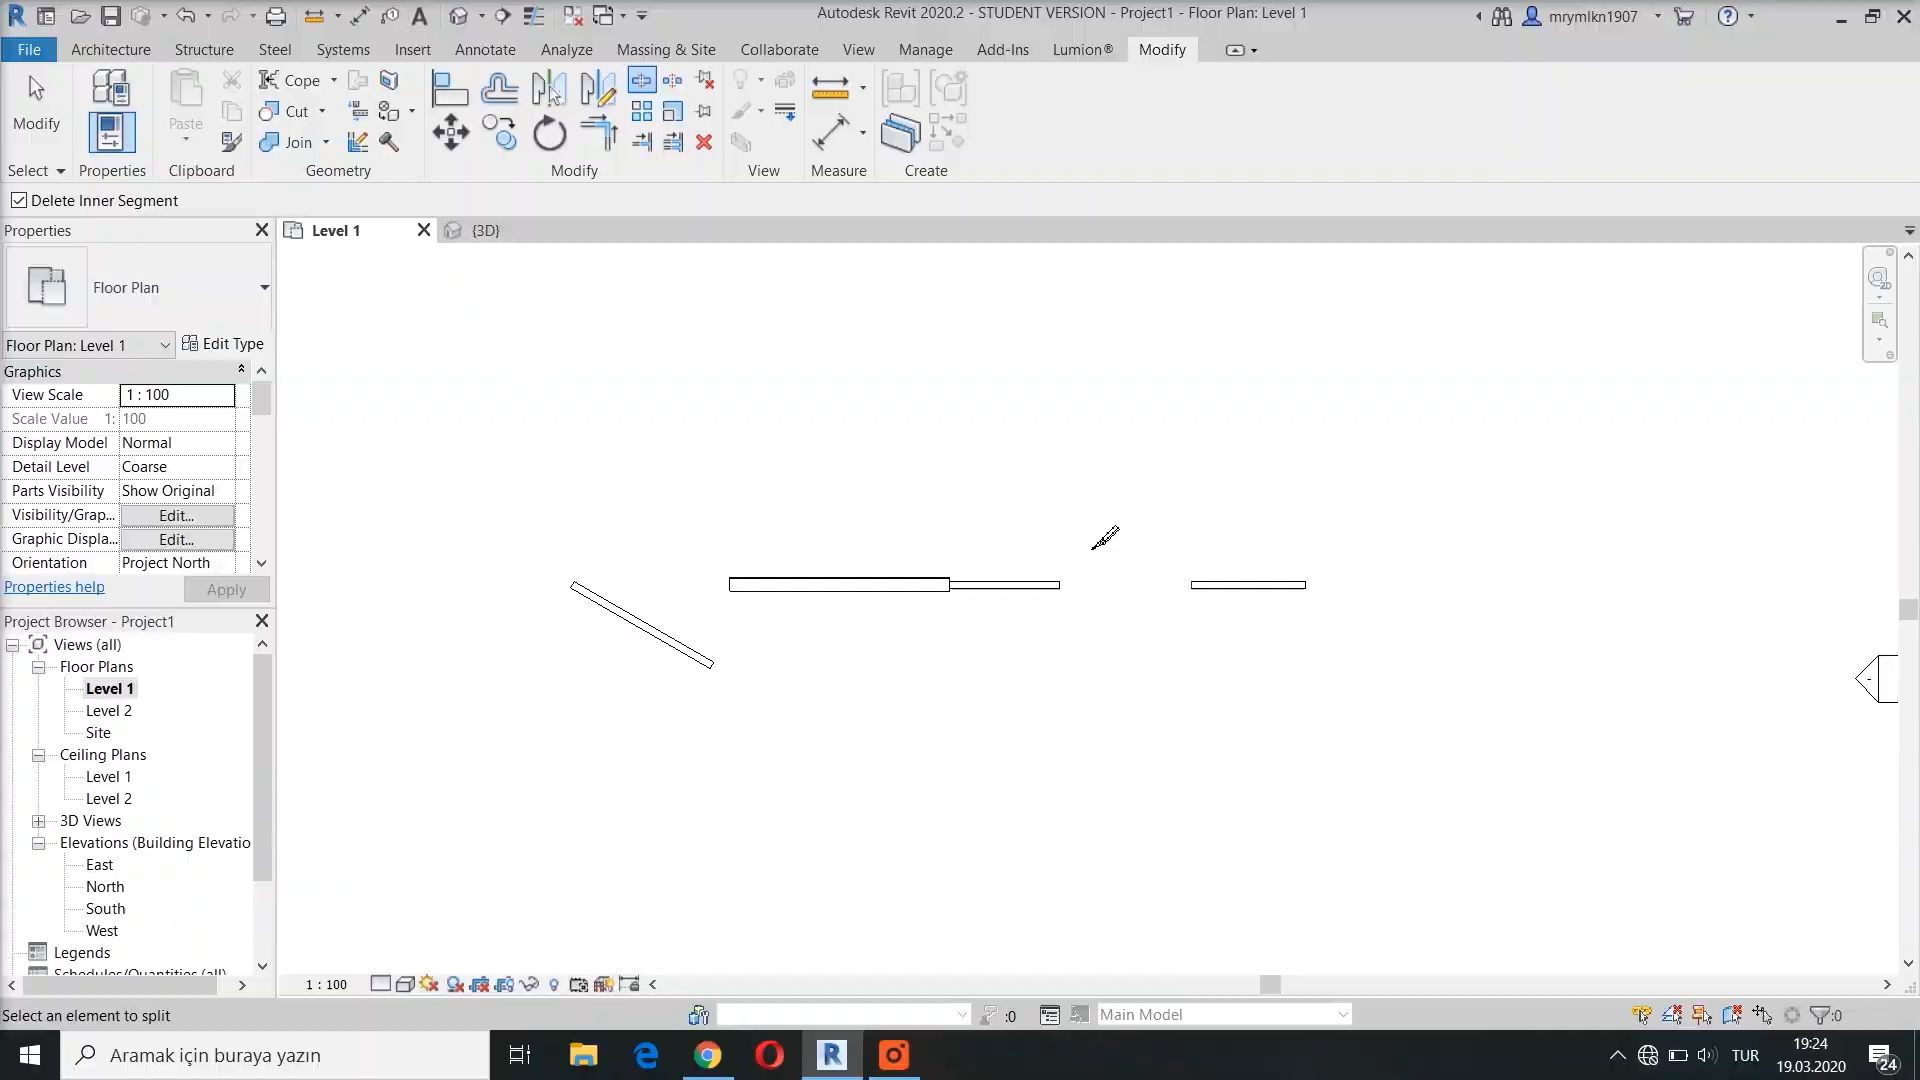 Autodesk Revit 2020.2 - STUDENT VERSION - Project1 - Floor Plan: Level 1
mrymlkn1907
File Architecture Structure Steel Systems Insert Annotate Analyze Massing & Site Collaborate View Manage Add-Ins Lumion® Modify
Modify
Paste
Cope
Cut
Join
Select Properties Clipboard Geometry Modify View Measure Create
Delete Inner Segment
Properties
Level 1
{3D}
Floor Plan
Floor Plan: Level 1
Edit Type
Graphics
View Scale 1 : 100
Scale Value 1: 100
Display Model Normal
Detail Level Coarse
Parts Visibility Show Original
Visibility/Grap... Edit...
Graphic Displa... Edit...
Orientation Project North
Properties help
Apply
Project Browser - Project1
Views (all)
Floor Plans
Level 1
Level 2
Site
Ceiling Plans
Level 1
Level 2
3D Views
Elevations (Building Elevatio
East
North
South
West
Legends
Schedules/Quantities (all)
1 : 100
Select an element to split
:0
Main Model
:0
Aramak için buraya yazın
TUR
19:24
19.03.2020
24